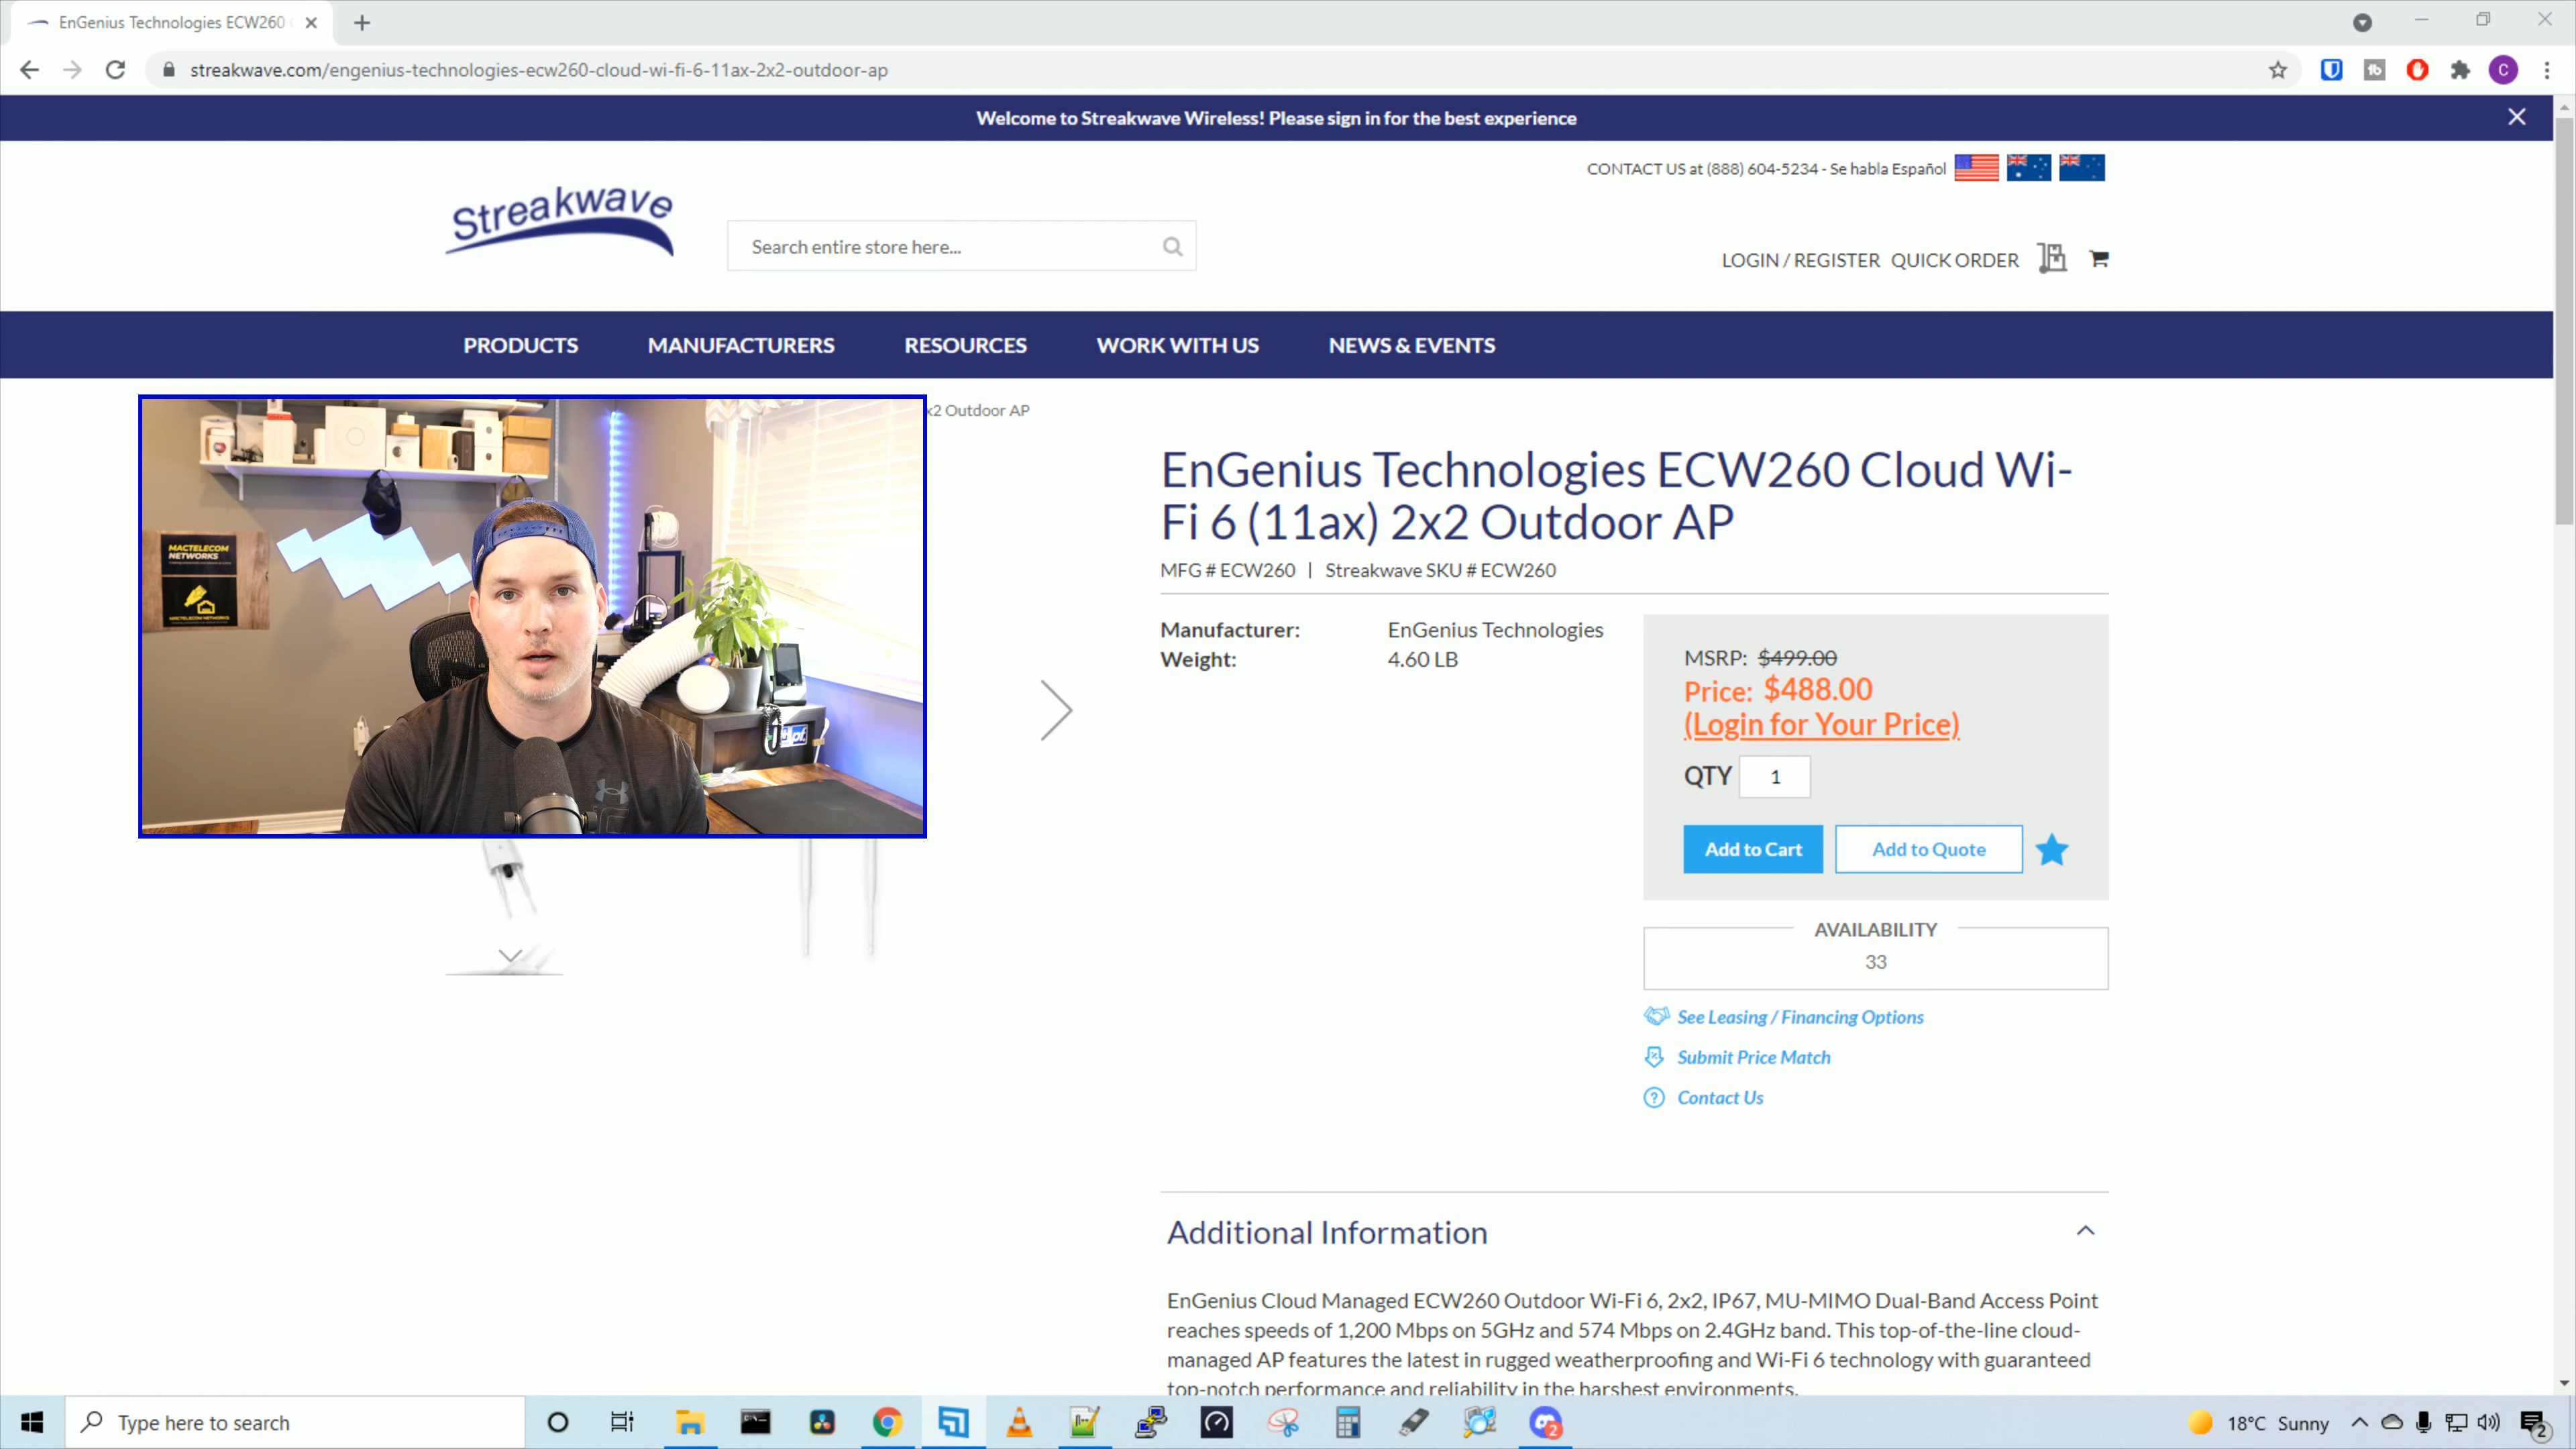 EnGenius Technologies ECW260
streakwave.com/engenius-technologies-ecw260-cloud-wi-fi-6-11ax-2x2-outdoor-ap
Welcome to Streakwave Wireless! Please sign in for the best experience
CONTACT US at (888) 604-5234 - Se habla Español
Streakwave
Search entire store here...
LOGIN / REGISTER QUICK ORDER
PRODUCTS MANUFACTURERS RESOURCES WORK WITH US NEWS & EVENTS
x2 Outdoor AP
MACTELECOM
NETWORKS
MACTELECOM NETWORKS
EnGenius Technologies ECW260 Cloud Wi-
Fi 6 (11ax) 2x2 Outdoor AP
MFG # ECW260 | Streakwave SKU # ECW260
Manufacturer: EnGenius Technologies
Weight: 4.60 LB
MSRP: $499.00
Price: $488.00
(Login for Your Price)
QTY 1
Add to Cart Add to Quote
AVAILABILITY
33
See Leasing / Financing Options
Submit Price Match
Contact Us
Additional Information
EnGenius Cloud Managed ECW260 Outdoor Wi-Fi 6, 2x2, IP67, MU-MIMO Dual-Band Access Point
reaches speeds of 1,200 Mbps on 5GHz and 574 Mbps on 2.4GHz band. This top-of-the-line cloud-
managed AP features the latest in rugged weatherproofing and Wi-Fi 6 technology with guaranteed
top-notch performance and reliability in the harshest environments.
Type here to search
18°C Sunny
2
2